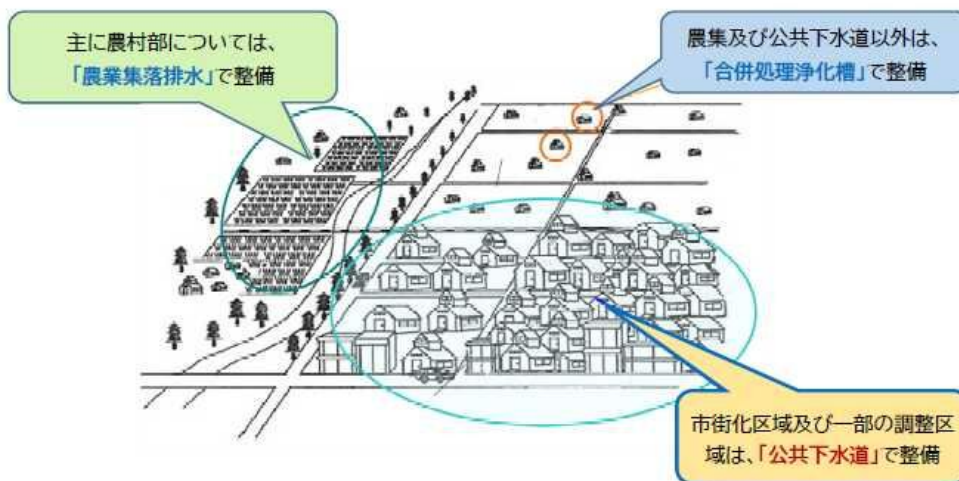 主に農村部については、
「農業集落排水」で整備
農集及び公共下水道以外は、
「合併処理浄化槽」で整備
市街化区域及び一部の調整区
域は、「公共下水道」で整備